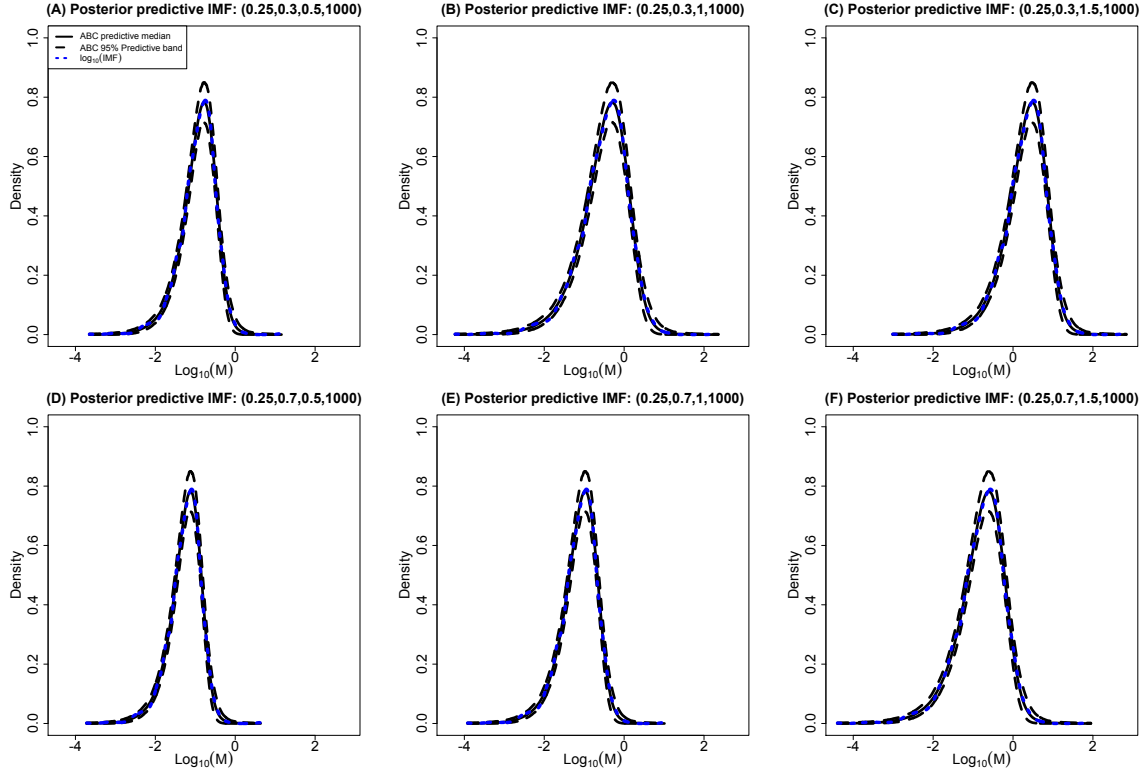 (A) Posterior predictive IMF: (0.25,0.3,0.5,1000)
ABC predictive median
ABC 95% Predictive band
log₁₀(IMF)
Density
0.0 0.2 0.4 0.6 0.8 1.0
-4 -2 0 2
Log₁₀(M)
(B) Posterior predictive IMF: (0.25,0.3,1,1000)
Density
0.0 0.2 0.4 0.6 0.8 1.0
-4 -2 0 2
Log₁₀(M)
(C) Posterior predictive IMF: (0.25,0.3,1.5,1000)
Density
0.0 0.2 0.4 0.6 0.8 1.0
-4 -2 0 2
Log₁₀(M)
(D) Posterior predictive IMF: (0.25,0.7,0.5,1000)
Density
0.0 0.2 0.4 0.6 0.8 1.0
-4 -2 0 2
Log₁₀(M)
(E) Posterior predictive IMF: (0.25,0.7,1,1000)
Density
0.0 0.2 0.4 0.6 0.8 1.0
-4 -2 0 2
Log₁₀(M)
(F) Posterior predictive IMF: (0.25,0.7,1.5,1000)
Density
0.0 0.2 0.4 0.6 0.8 1.0
-4 -2 0 2
Log₁₀(M)